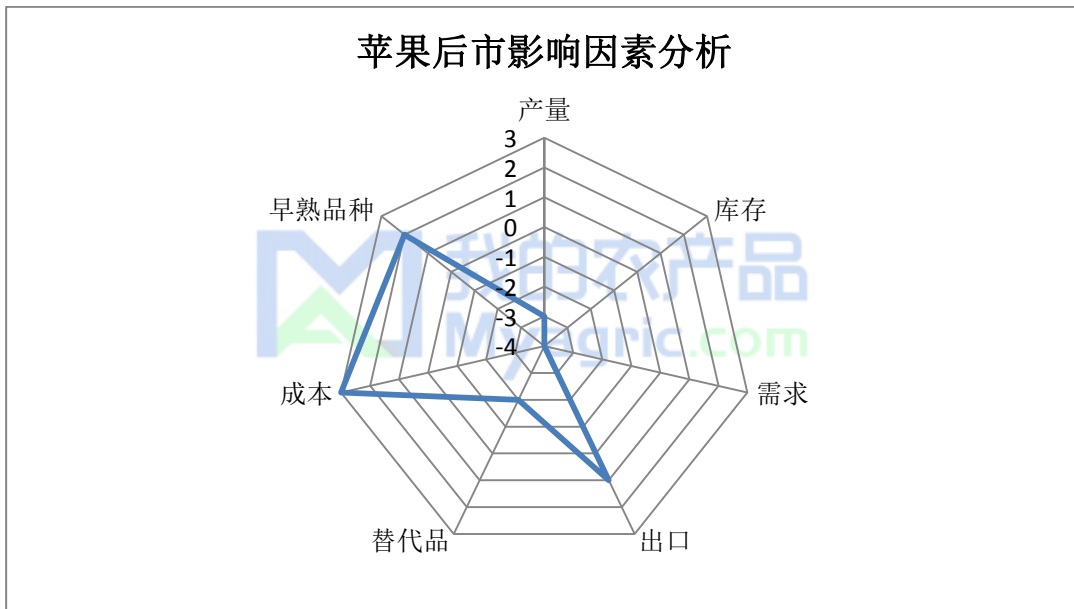 苹果后市影响因素分析
产量
3
2
1
0
-1
-2
-3
-4
早熟品种
库存
我的农产品
Myagric.com
成本
需求
替代品
出口